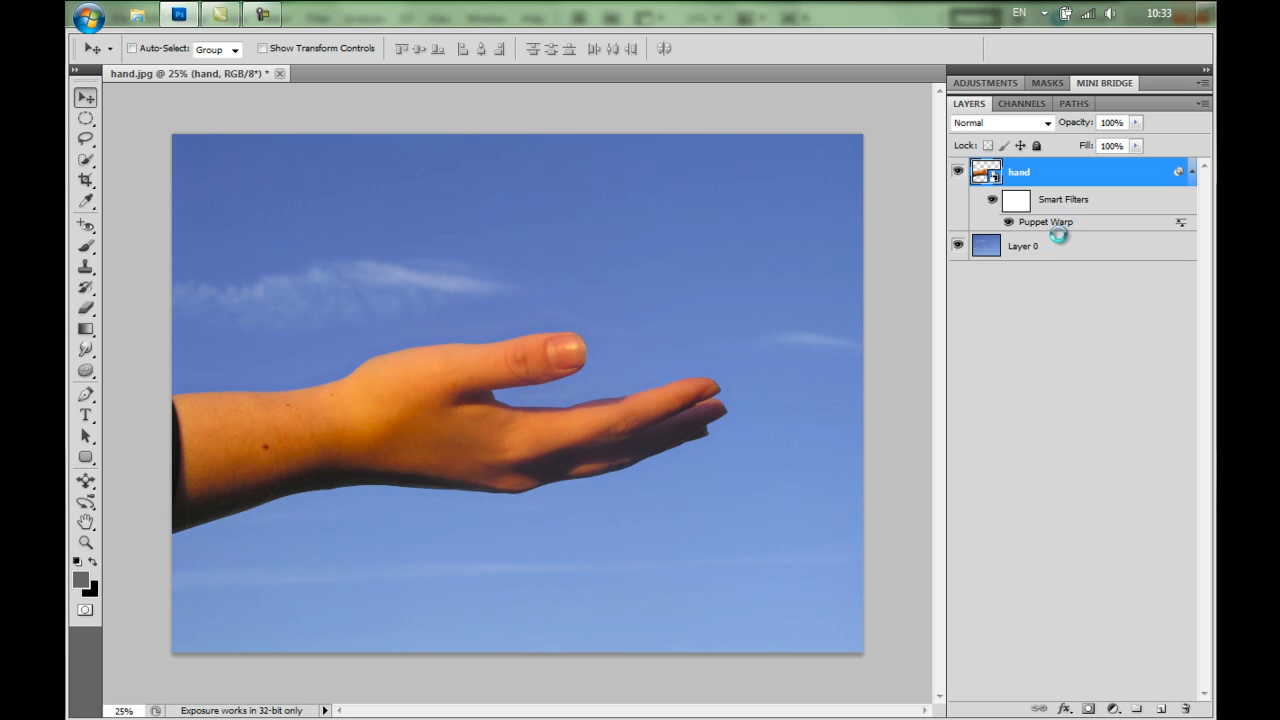 EN
10:33
Auto-Select:
Group
Show Transform Controls
hand.jpg @ 25% (hand, RGB/8*) *
ADJUSTMENTS
MASKS
MINI BRIDGE
LAYERS
CHANNELS
PATHS
Normal
Opacity:
100%
Lock:
Fill:
100%
hand
Smart Filters
Puppet Warp
Layer 0
25%
Exposure works in 32-bit only